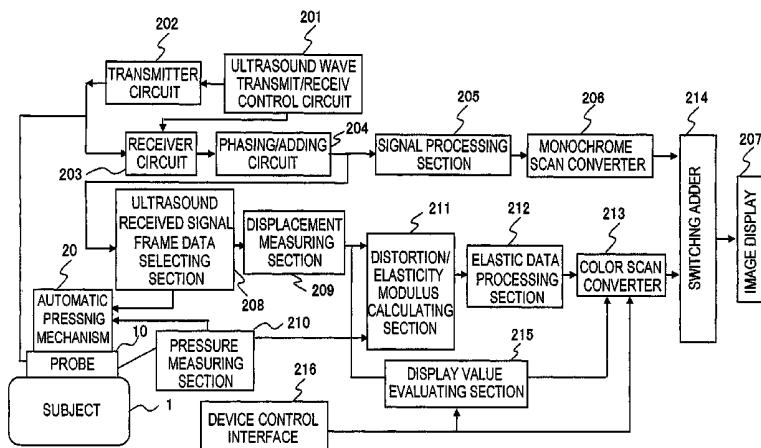 202
201
TRANSMITTER
CIRCUIT
ULTRASOUND WAVE
TRANSMIT/RECEIV
CONTROL CIRCUIT
205
206
214
207
RECEIVER
CIRCUIT
203
PHASING/ADDING
CIRCUIT
204
SIGNAL PROCESSING
SECTION
MONOCHROME
SCAN CONVERTER
SWITCHNG ADDER
IMAGE DISPLAY
ULTRASOUND
RECEIVED SIGNAL
FRAME DATA
SELECTING
SECTION
208
DISPLACEMENT
MEASURING
SECTION
209
211
DISTORTION/
ELASTICITY
MODULUS
CALCULATING
SECTION
212
ELASTIC DATA
PROCESSING
SECTION
213
COLOR SCAN
CONVERTER
20
AUTOMATIC
PRESSNIG
MECHANISM
10
PROBE
SUBJECT
1
210
PRESSURE
MEASURING
SECTION
215
DISPLAY VALUE
EVALUATING SECTION
216
DEVICE CONTROL
INTERFACE